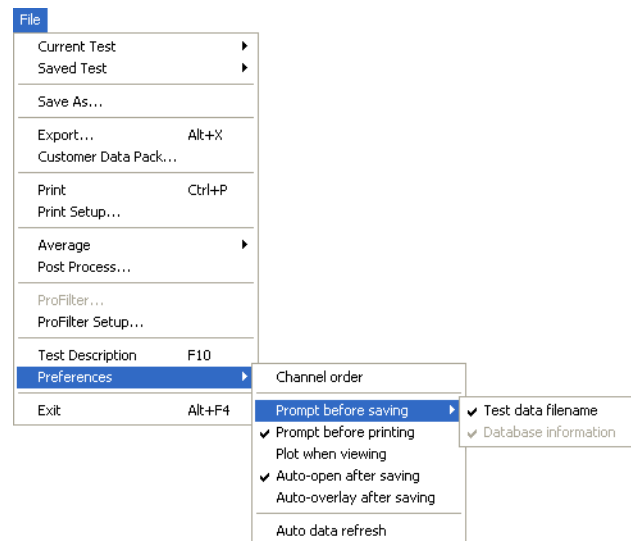 File
Current Test
Saved Test
Save As...
Export... Alt+X
Customer Data Pack...
Print Ctrl+P
Print Setup...
Average
Post Process...
ProFilter...
ProFilter Setup...
Test Description F10
Preferences
Exit Alt+F4
Channel order
Prompt before saving
Prompt before printing
Plot when viewing
Auto-open after saving
Auto-overlay after saving
Auto data refresh
Test data filename
Database information